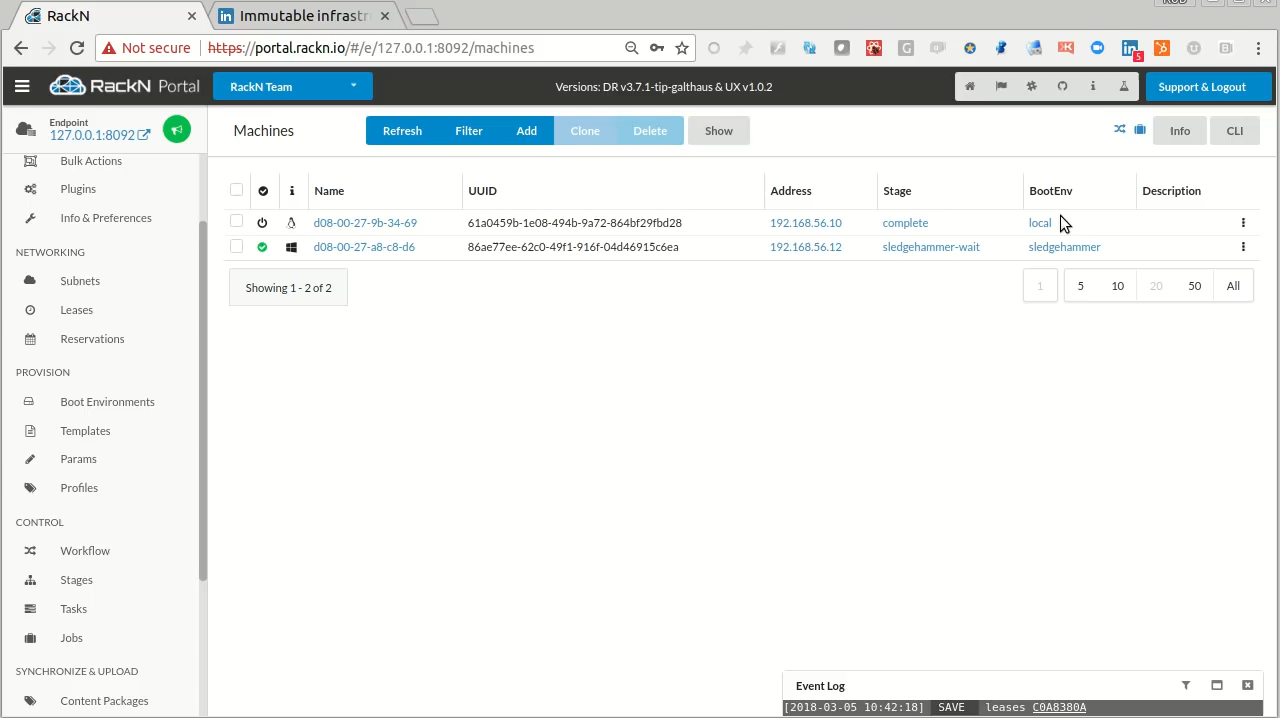 RackN
Immutable infrastr
Not secure https://portal.rackn.io/#/e/127.0.0.1:8092/machines
5
RackN Portal
RackN Team
Versions: DR v3.7.1-tip-galthaus & UX v1.0.2
Support & Logout
Endpoint
127.0.0.1:8092
Machines
Refresh
Filter
Add
Clone
Delete
Show
Info
CLI
Bulk Actions
Plugins
Info & Preferences
NETWORKING
Subnets
Leases
Reservations
PROVISION
Boot Environments
Templates
Params
Profiles
CONTROL
Workflow
Stages
Tasks
Jobs
SYNCHRONIZE & UPLOAD
Content Packages
Name UUID Address Stage BootEnv Description
d08-00-27-9b-34-69 61a0459b-1e08-494b-9a72-864bf29fbd28 192.168.56.10 complete local
d08-00-27-a8-c8-d6 86ae77ee-62c0-49f1-916f-04d46915c6ea 192.168.56.12 sledgehammer-wait sledgehammer
Showing 1 - 2 of 2
1 5 10 20 50 All
Event Log
[2018-03-05 10:42:18] SAVE leases C0A8380A